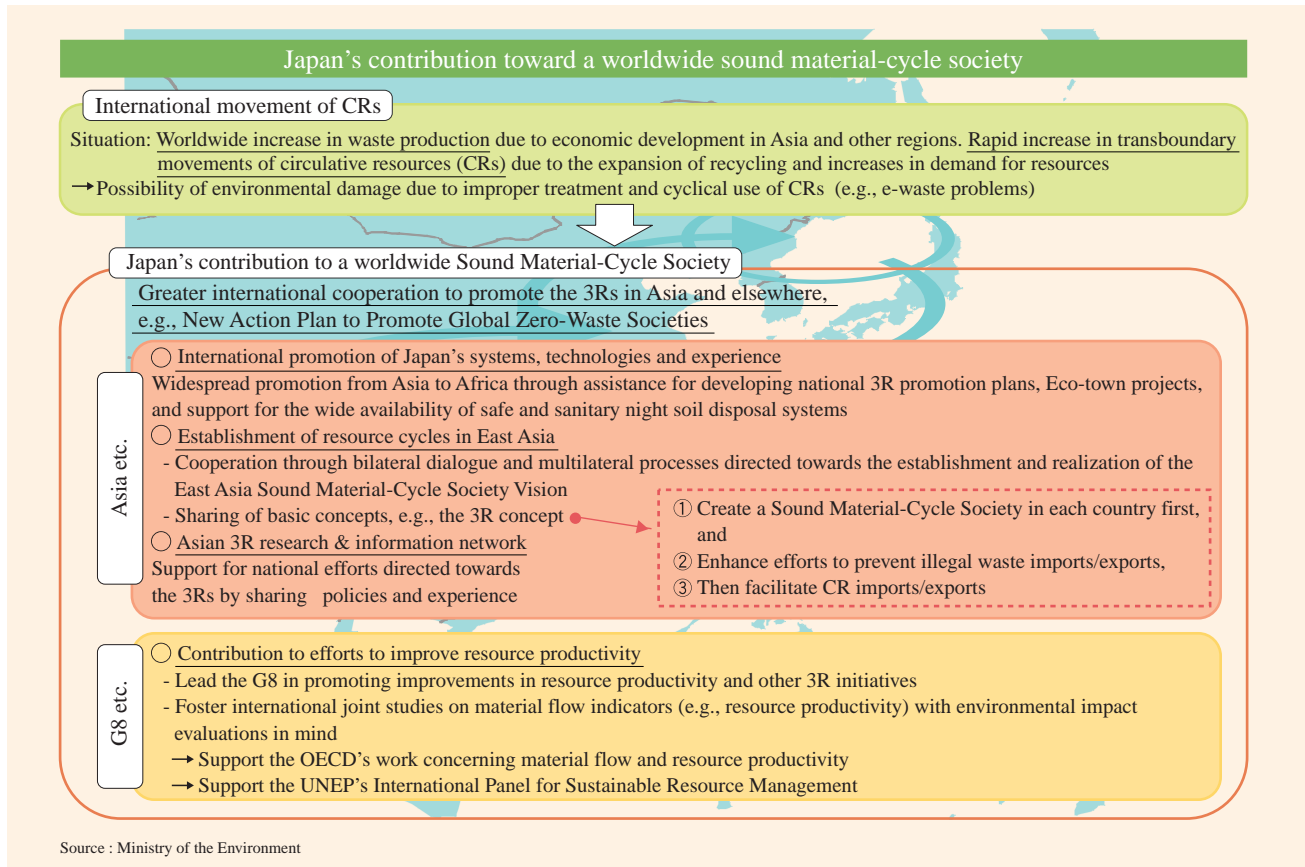 Japan's contribution toward a worldwide sound material-cycle society
International movement of CRs
Situation: Worldwide increase in waste production due to economic development in Asia and other regions. Rapid increase in transboundary
movements of circulative resources (CRs) due to the expansion of recycling and increases in demand for resources
→Possibility of environmental damage due to improper treatment and cyclical use of CRs (e.g., e-waste problems)
Japan's contribution to a worldwide Sound Material-Cycle Society
Greater international cooperation to promote the 3Rs in Asia and elsewhere,
e.g., New Action Plan to Promote Global Zero-Waste Societies
Asia etc.
○ International promotion of Japan's systems, technologies and experience
Widespread promotion from Asia to Africa through assistance for developing national 3R promotion plans, Eco-town projects,
and support for the wide availability of safe and sanitary night soil disposal systems
○ Establishment of resource cycles in East Asia
- Cooperation through bilateral dialogue and multilateral processes directed towards the establishment and realization of the
East Asia Sound Material-Cycle Society Vision
- Sharing of basic concepts, e.g., the 3R concept
① Create a Sound Material-Cycle Society in each country first,
and
② Enhance efforts to prevent illegal waste imports/exports,
③ Then facilitate CR imports/exports
○ Asian 3R research & information network
Support for national efforts directed towards
the 3Rs by sharing policies and experience
G8 etc.
○ Contribution to efforts to improve resource productivity
- Lead the G8 in promoting improvements in resource productivity and other 3R initiatives
- Foster international joint studies on material flow indicators (e.g., resource productivity) with environmental impact
evaluations in mind
→ Support the OECD's work concerning material flow and resource productivity
→ Support the UNEP's International Panel for Sustainable Resource Management
Source : Ministry of the Environment